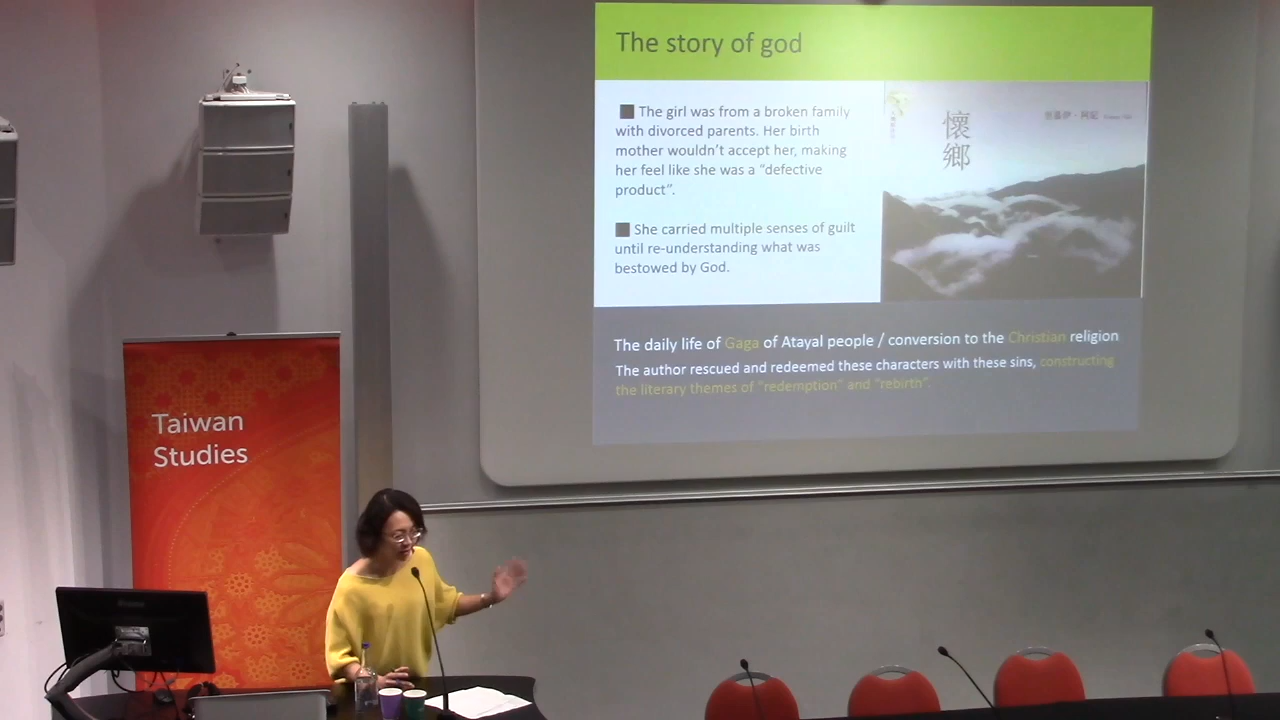 The story of god
■ The girl was from a broken family
with divorced parents. Her birth
mother wouldn't accept her, making
her feel like she was a “defective
product”.
■ She carried multiple senses of guilt
until re-understanding what was
bestowed by God.
懷
鄉
The daily life of Gaga of Atayal people / conversion to the Christian religion
The author rescued and redeemed these characters with these sins, constructing
the literary themes of “redemption” and “rebirth”.
Taiwan
Studies